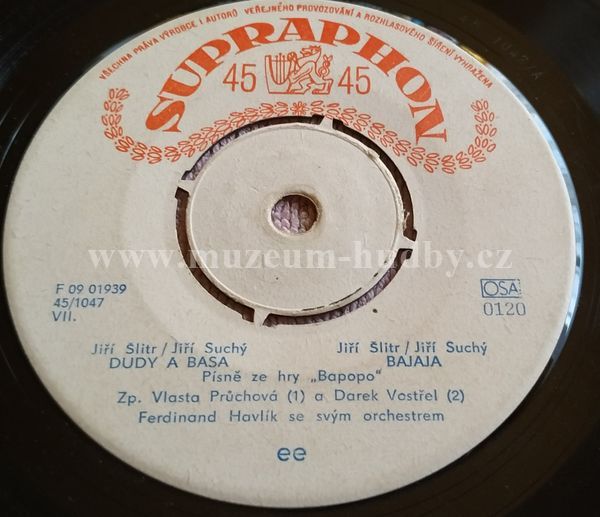 VŠECHNA PRÁVA VÝROBCE I AUTORŮ VEŘEJNÉHO PROVOZOVÁNÍ A ROZHLASOVÉHO ŠÍŘENÍ VYHRAŽENA
SUPRAPHON
45 45
www.muzeum-hudby.cz
F 09 01939
45/1047
VII.
OSA
0120
Jiří Šlitr / Jiří Suchý
DUDY A BASA
Jiří Šlitr / Jiří Suchý
BAJAJA
Písně ze hry „Bapopo"
Zp. Vlasta Průchová (1) a Darek Vostřel (2)
Ferdinand Havlík se svým orchestrem
ee